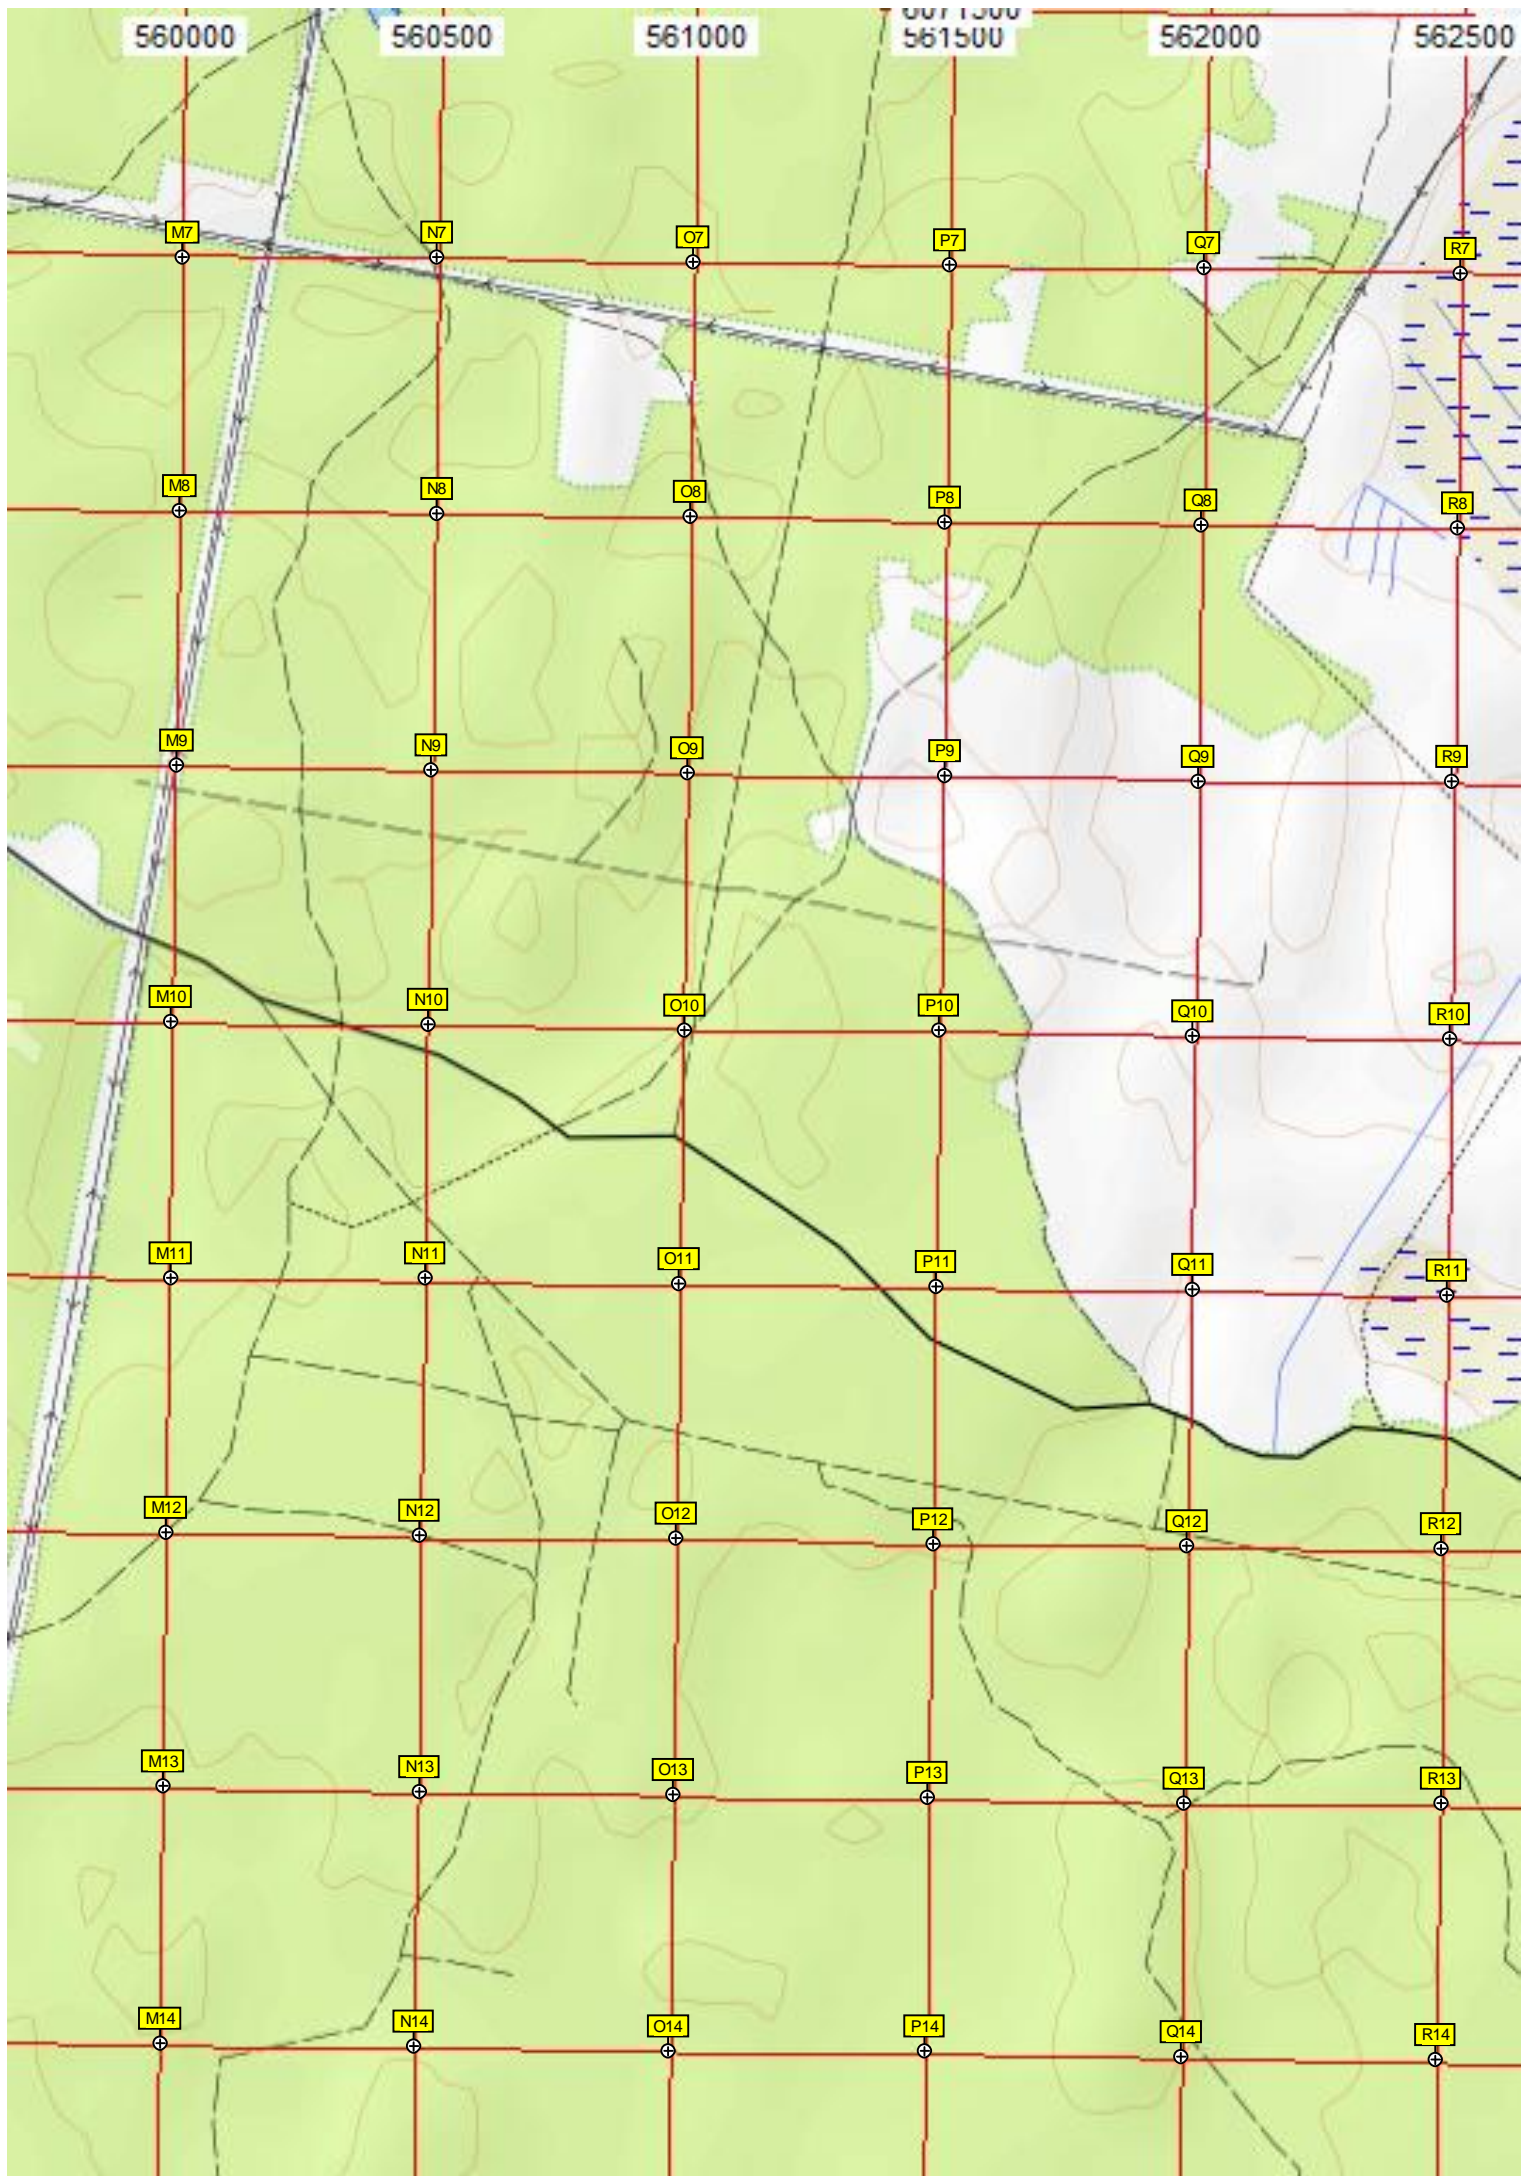 6071500
560000 560500 561000 561500 562000 562500
M7 N7 O7 P7 Q7 R7
M8 N8 O8 P8 Q8 R8
M9 N9 O9 P9 Q9 R9
M10 N10 O10 P10 Q10 R10
M11 N11 O11 P11 Q11 R11
M12 N12 O12 P12 Q12 R12
M13 N13 O13 P13 Q13 R13
M14 N14 O14 P14 Q14 R14